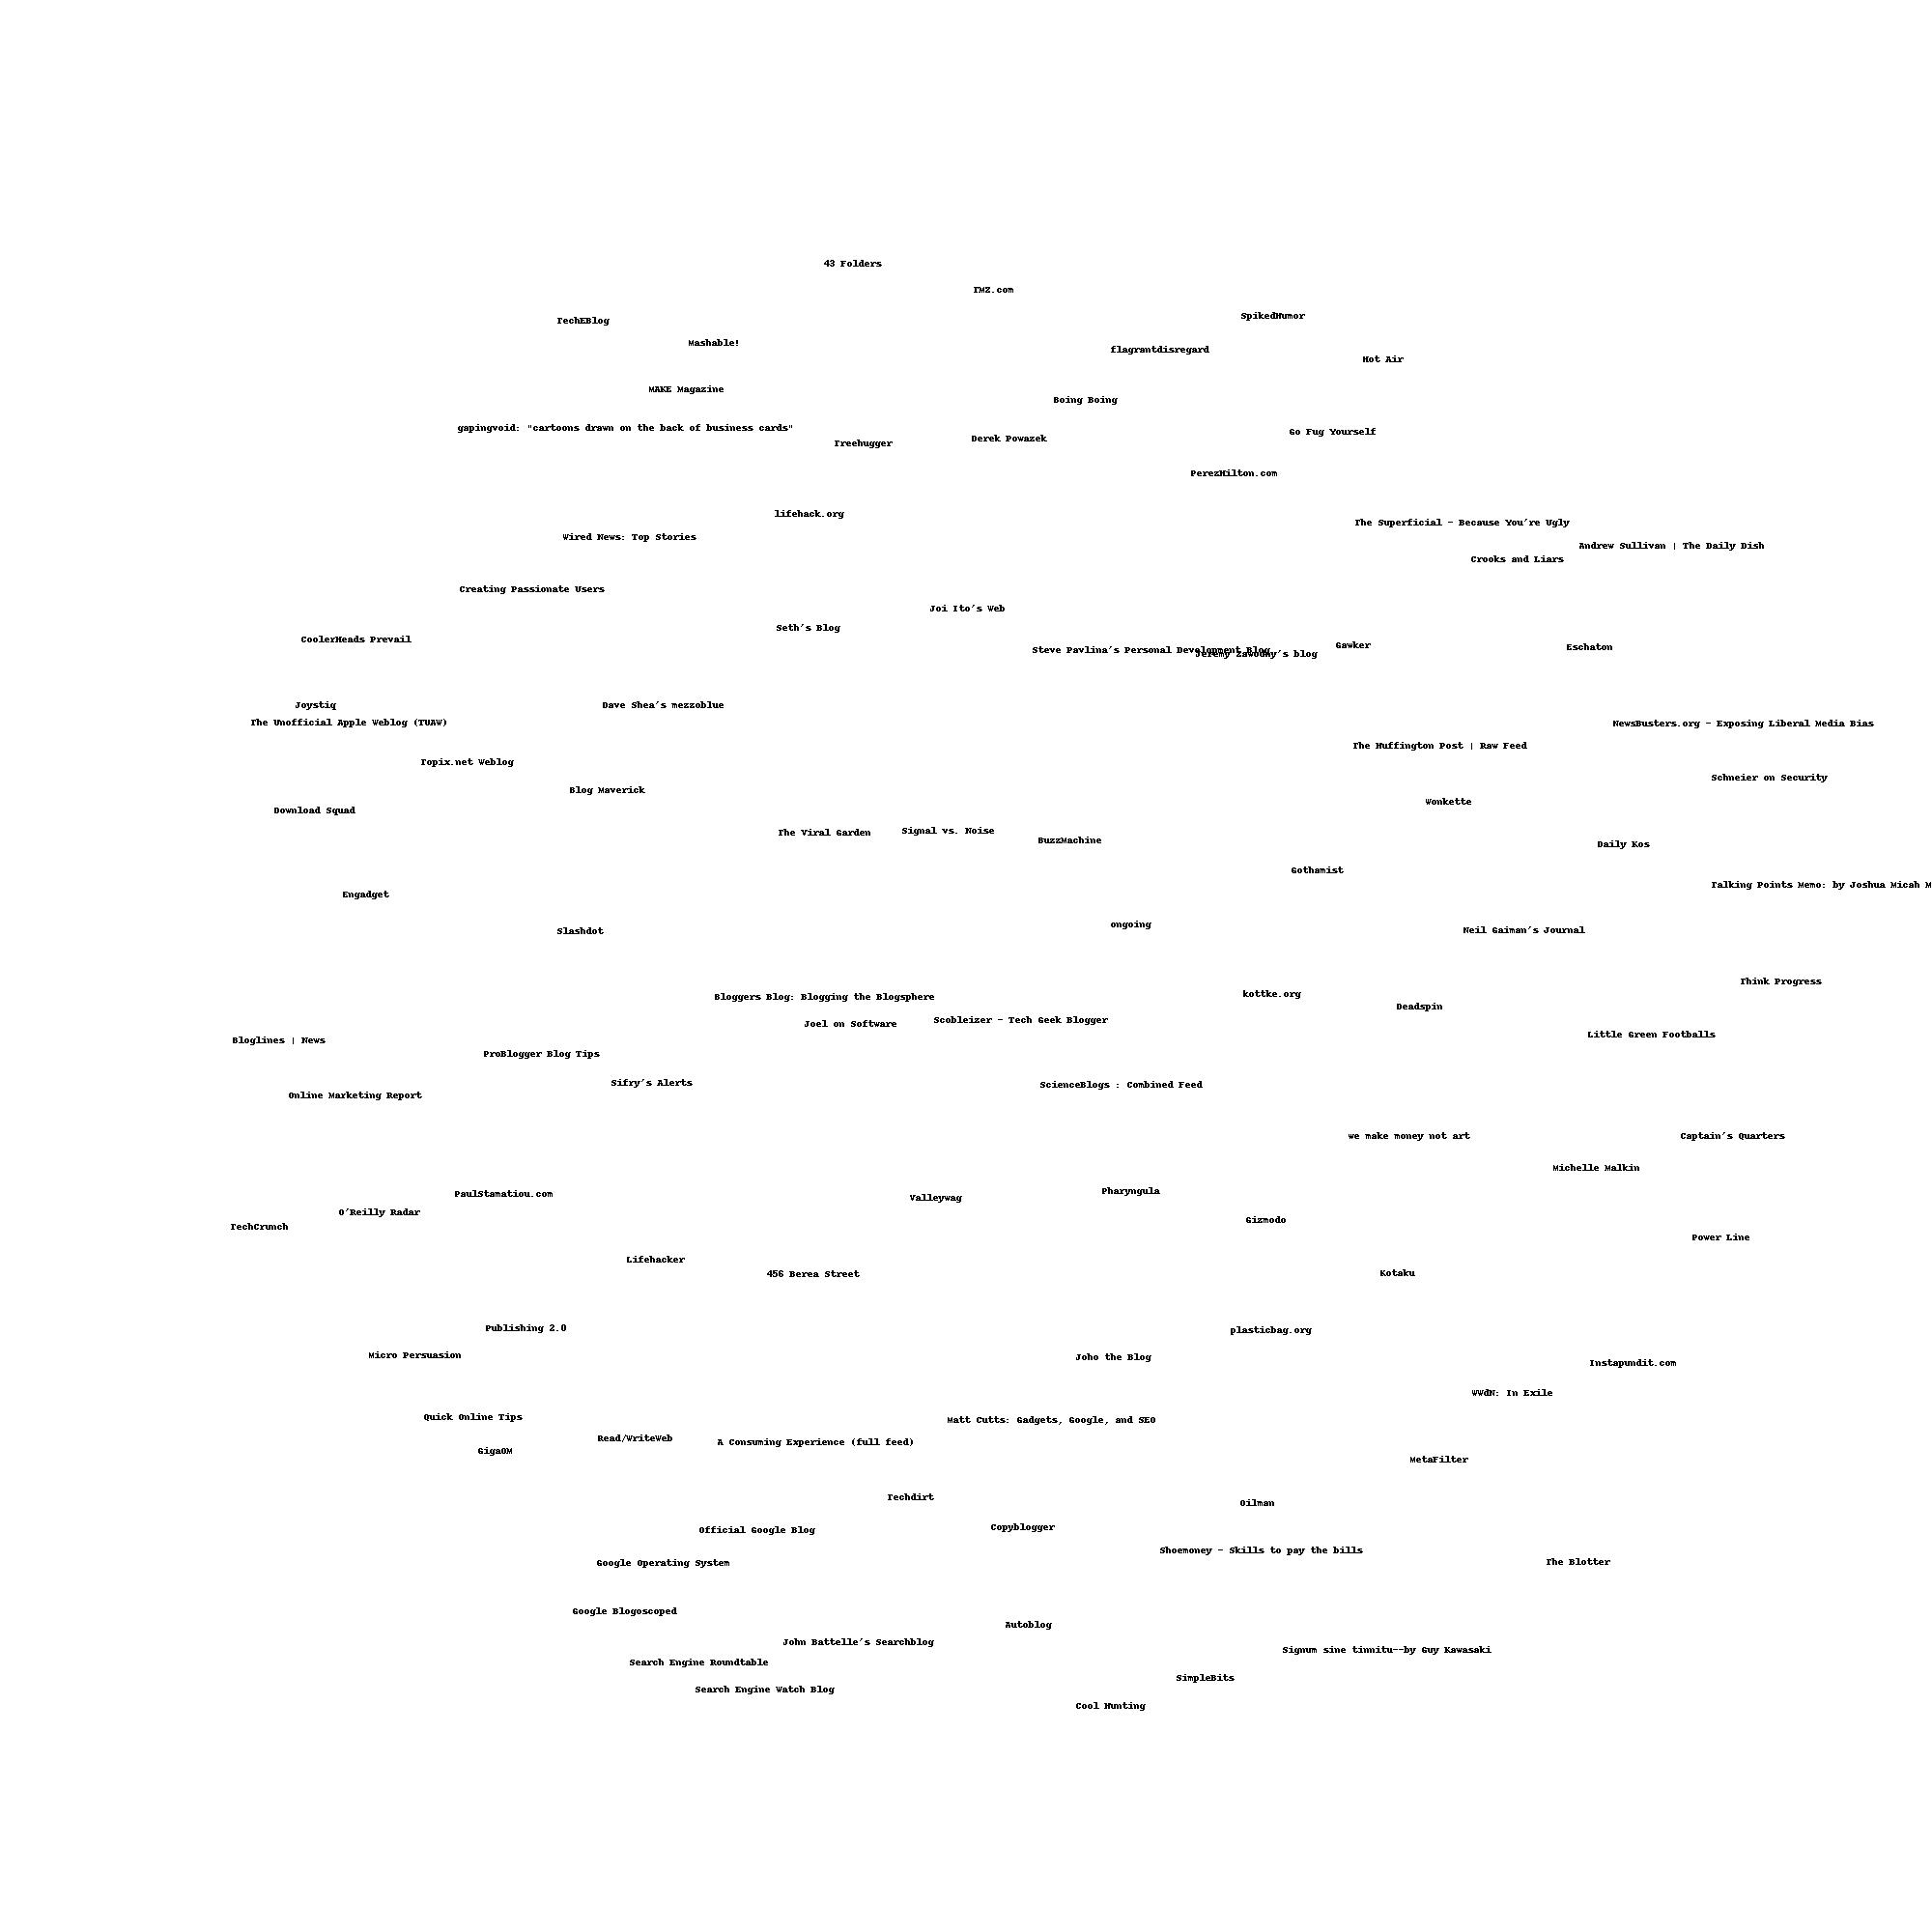 43 Folders
TMZ.com
SpikedHumor
TechEBlog
Mashable!
flagrantdisregard
Hot Air
MAKE Magazine
Boing Boing
gapingvoid: "cartoons drawn on the back of business cards"
Go Fug Yourself
Derek Powazek
Treehugger
PerezHilton.com
lifehack.org
The Superficial - Because You're Ugly
Wired News: Top Stories
Andrew Sullivan | The Daily Dish
Crooks and Liars
Creating Passionate Users
Joi Ito's Web
Seth's Blog
CoolerHeads Prevail
Gawker
Eschaton
Steve Pavlina's Personal Development Blog
Jeremy Zawodny's blog
Joystiq
Dave Shea's mezzoblue
The Unofficial Apple Weblog (TUAW)
NewsBusters.org - Exposing Liberal Media Bias
The Huffington Post | Raw Feed
Topix.net Weblog
Schneier on Security
Blog Maverick
Wonkette
Download Squad
Signal vs. Noise
The Viral Garden
BuzzMachine
Daily Kos
Gothamist
Talking Points Memo: by Joshua Micah M
Engadget
ongoing
Neil Gaiman's Journal
Slashdot
Think Progress
kottke.org
Bloggers Blog: Blogging the Blogsphere
Deadspin
Scobleizer - Tech Geek Blogger
Joel on Software
Little Green Footballs
Bloglines | News
ProBlogger Blog Tips
Sifry's Alerts
ScienceBlogs : Combined Feed
Online Marketing Report
we make money not art
Captain's Quarters
Michelle Malkin
Pharyngula
PaulStamatiou.com
Valleywag
O'Reilly Radar
Gizmodo
TechCrunch
Power Line
Lifehacker
456 Berea Street
Kotaku
Publishing 2.0
plasticbag.org
Micro Persuasion
Joho the Blog
Instapundit.com
WWdN: In Exile
Quick Online Tips
Matt Cutts: Gadgets, Google, and SEO
Read/WriteWeb
A Consuming Experience (full feed)
GigaOM
MetaFilter
Techdirt
Oilman
Copyblogger
Official Google Blog
Shoemoney - Skills to pay the bills
Google Operating System
The Blotter
Google Blogoscoped
Autoblog
John Battelle's Searchblog
Signum sine tinnitu--by Guy Kawasaki
Search Engine Roundtable
SimpleBits
Search Engine Watch Blog
Cool Hunting